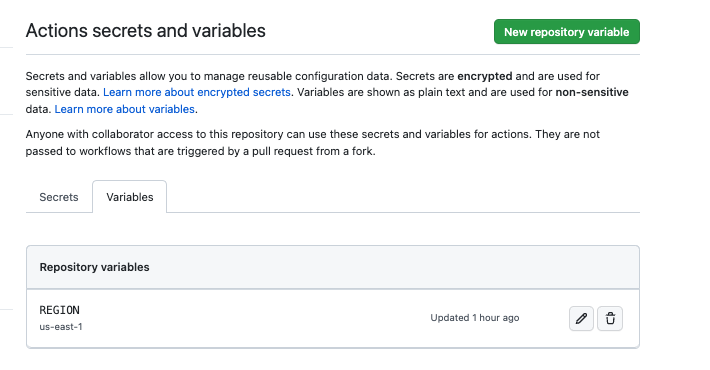 Actions secrets and variables
New repository variable
Secrets and variables allow you to manage reusable configuration data. Secrets are encrypted and are used for
sensitive data. Learn more about encrypted secrets. Variables are shown as plain text and are used for non-sensitive
data. Learn more about variables.
Anyone with collaborator access to this repository can use these secrets and variables for actions. They are not
passed to workflows that are triggered by a pull request from a fork.
Secrets
Variables
Repository variables
REGION
us-east-1
Updated 1 hour ago